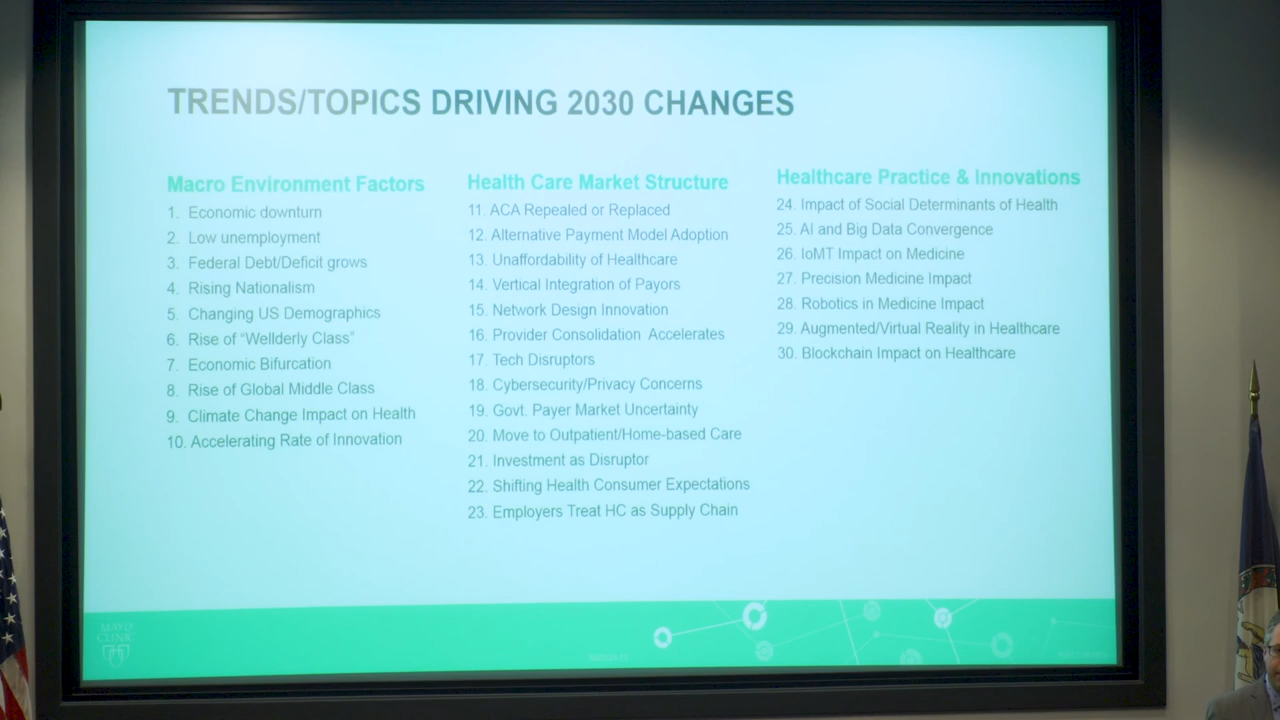 TRENDS/TOPICS DRIVING 2030 CHANGES
Macro Environment Factors
1. Economic downturn
2. Low unemployment
3. Federal Debt/Deficit grows
4. Rising Nationalism
5. Changing US Demographics
6. Rise of “Wellderly Class”
7. Economic Bifurcation
8. Rise of Global Middle Class
9. Climate Change Impact on Health
10. Accelerating Rate of Innovation
Health Care Market Structure
11. ACA Repealed or Replaced
12. Alternative Payment Model Adoption
13. Unaffordability of Healthcare
14. Vertical Integration of Payors
15. Network Design Innovation
16. Provider Consolidation Accelerates
17. Tech Disruptors
18. Cybersecurity/Privacy Concerns
19. Govt. Payer Market Uncertainty
20. Move to Outpatient/Home-based Care
21. Investment as Disruptor
22. Shifting Health Consumer Expectations
23. Employers Treat HC as Supply Chain
Healthcare Practice & Innovations
24. Impact of Social Determinants of Health
25. AI and Big Data Convergence
26. IoMT Impact on Medicine
27. Precision Medicine Impact
28. Robotics in Medicine Impact
29. Augmented/Virtual Reality in Healthcare
30. Blockchain Impact on Healthcare
MAYO
CLINIC